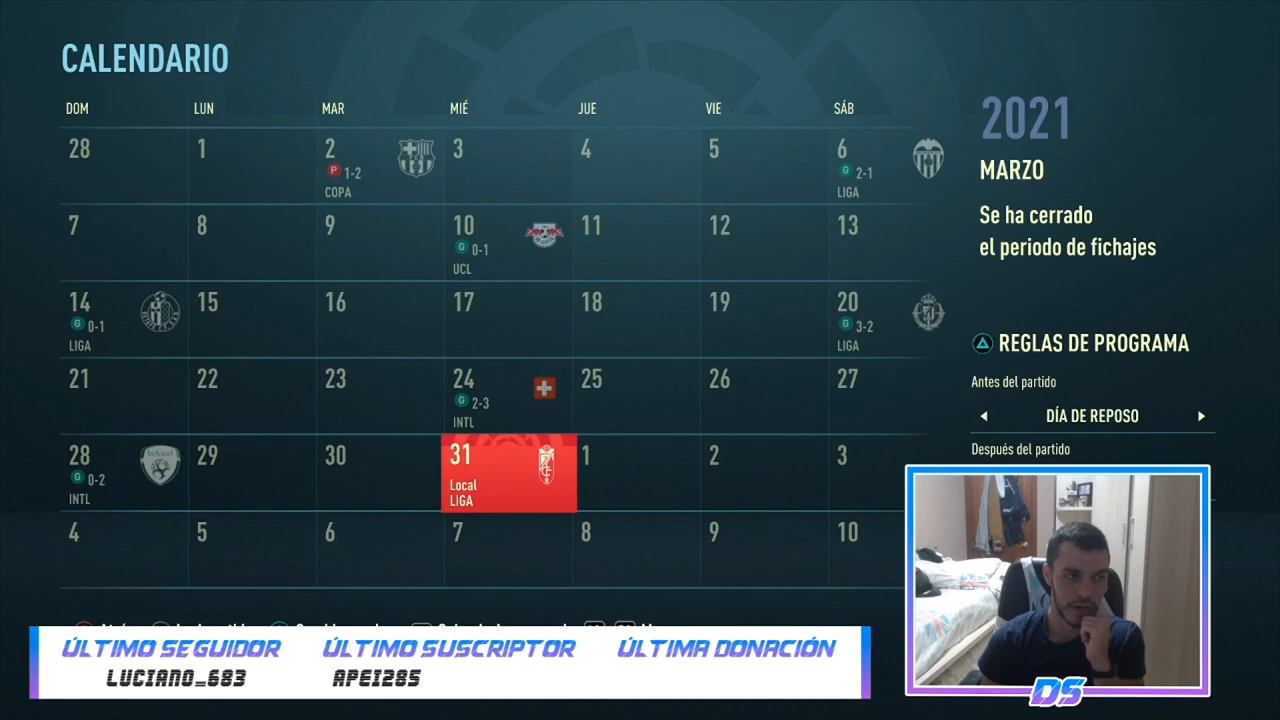 CALENDARIO
DOM LUN MAR MIÉ JUE VIE SÁB
28 1 2 3 4 5 6
P 1-2 G 2-1
COPA LIGA
7 8 9 10 11 12 13
G 0-1
UCL
14 15 16 17 18 19 20
G 0-1 G 3-2
LIGA LIGA
21 22 23 24 25 26 27
G 2-3
INTL
28 29 30 31 1 2 3
G 0-2 Local
INTL LIGA
4 5 6 7 8 9 10
2021
MARZO
Se ha cerrado
el periodo de fichajes
REGLAS DE PROGRAMA
Antes del partido
DÍA DE REPOSO
Después del partido
ÚLTIMO SEGUIDOR ÚLTIMO SUSCRIPTOR ÚLTIMA DONACIÓN
LUCIANO_683 APEI285
DS